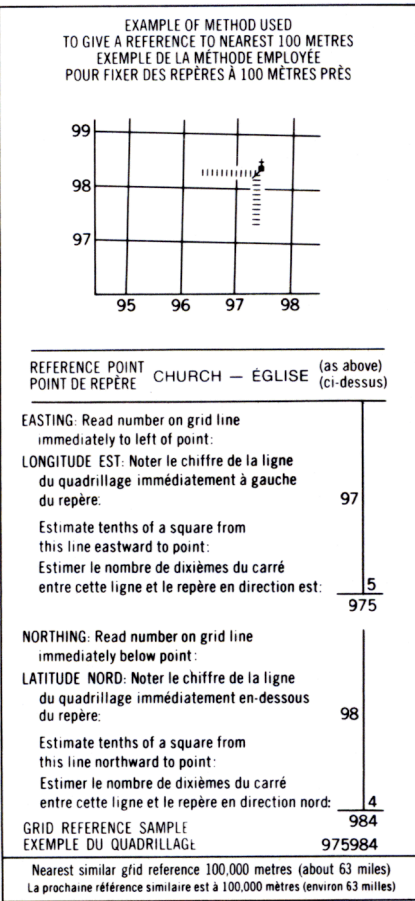 EXAMPLE OF METHOD USED
TO GIVE A REFERENCE TO NEAREST 100 METRES
EXEMPLE DE LA MÉTHODE EMPLOYÉE
POUR FIXER DES REPÈRES À 100 MÈTRES PRÈS
99
98
97
95 96 97 98
REFERENCE POINT
POINT DE REPÈRE CHURCH — ÉGLISE (as above)
(ci-dessus)
EASTING: Read number on grid line
immediately to left of point:
LONGITUDE EST: Noter le chiffre de la ligne
du quadrillage immédiatement à gauche
du repère: 97
Estimate tenths of a square from
this line eastward to point:
Estimer le nombre de dixièmes du carré
entre cette ligne et le repère en direction est: 5
975
NORTHING: Read number on grid line
immediately below point:
LATITUDE NORD: Noter le chiffre de la ligne
du quadrillage immédiatement en-dessous
du repère: 98
Estimate tenths of a square from
this line northward to point:
Estimer le nombre de dixièmes du carré
entre cette ligne et le repère en direction nord: 4
984
GRID REFERENCE SAMPLE
EXEMPLE DU QUADRILLAGE 975984
Nearest similar grid reference 100,000 metres (about 63 miles)
La prochaine référence similaire est à 100,000 mètres (environ 63 milles)